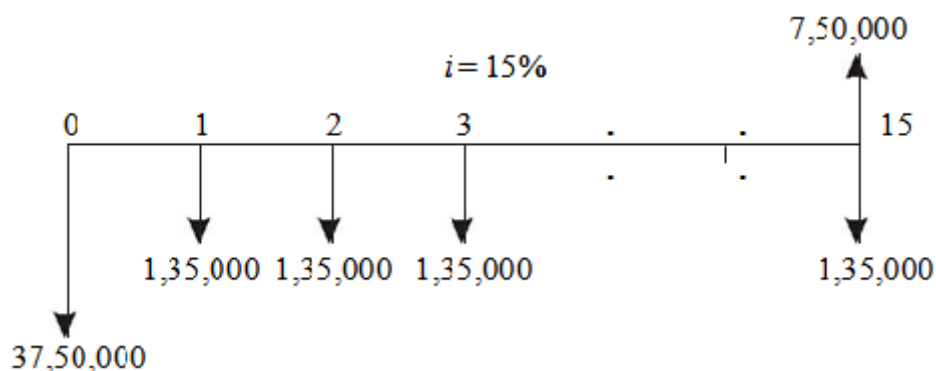 7,50,000
i = 15%
0 1 2 3 . . 15
. .
1,35,000 1,35,000 1,35,000 1,35,000
37,50,000